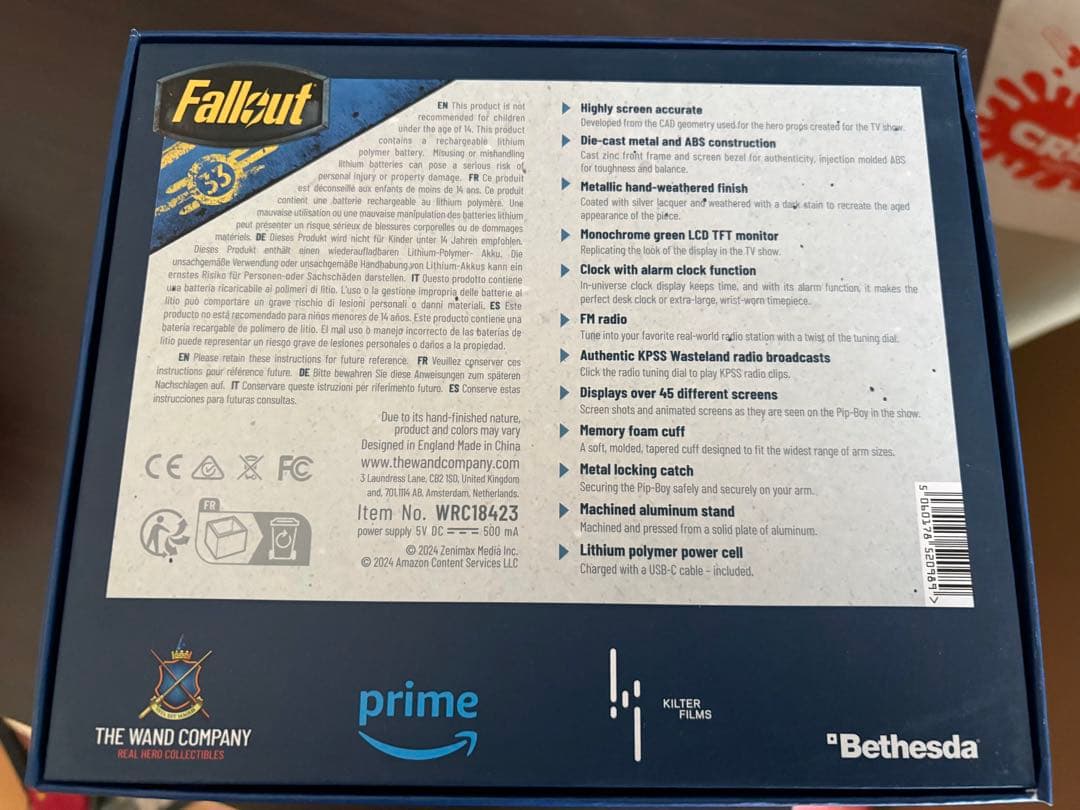 Fallout
33
EN This product is not
recommended for children
under the age of 14. This product
contains a rechargeable lithium
polymer battery. Misusing or mishandling
lithium batteries can pose a serious risk of
personal injury or property damage. FR Ce produit
est déconseillé aux enfants de moins de 14 ans. Ce produit
contient une batterie rechargeable au lithium polymère. Une
mauvaise utilisation ou une mauvaise manipulation des batteries lithium
peut présenter un risque sérieux de blessures corporelles ou de dommages
matériels. DE Dieses Produkt wird nicht für Kinder unter 14 Jahren empfohlen.
Dieses Produkt enthält einen wiederaufladbaren Lithium-Polymer- Akku. Die
unsachgemäße Verwendung oder unsachgemäße Handhabung von Lithium-Akkus kann ein
ernstes Risiko für Personen-oder Sachschäden darstellen. IT Questo prodotto contiene
una batteria ricaricabile ai polimeri di litio. L'uso o la gestione impropria delle batterie al
litio può comportare un grave rischio di lesioni personali o danni materiali. ES Este
producto no está recomendado para niños menores de 14 años. Este producto contiene una
batería recargable de polímero de litio. El mal uso o manejo incorrecto de las baterías de
litio puede representar un riesgo grave de lesiones personales o daños a la propiedad.
EN Please retain these instructions for future reference. FR Veuillez conserver ces
instructions pour référence future. DE Bitte bewahren Sie diese Anweisungen zum späteren
Nachschlagen auf. IT Conservare queste istruzioni per riferimento futuro. ES Conserve estas
instrucciones para futuras consultas.
Due to its hand-finished nature,
product and colors may vary
Designed in England Made in China
www.thewandcompany.com
3 Laundress Lane, CB2 1SD, United Kingdom
and, 701,1114 AB, Amsterdam, Netherlands.
Item No. WRC18423
power supply 5V DC 500 mA
© 2024 Zenimax Media Inc.
© 2024 Amazon Content Services LLC
CE FC
FR
Highly screen accurate
Developed from the CAD geometry used for the hero props created for the TV show.
Die-cast metal and ABS construction
Cast zinc front frame and screen bezel for authenticity, injection molded ABS
for toughness and balance.
Metallic hand-weathered finish
Coated with silver lacquer and weathered with a dark stain to recreate the aged
appearance of the piece.
Monochrome green LCD TFT monitor
Replicating the look of the display in the TV show.
Clock with alarm clock function
In-universe clock display keeps time, and with its alarm function, it makes the
perfect desk clock or extra-large, wrist-worn timepiece.
FM radio
Tune into your favorite real-world radio station with a twist of the tuning dial.
Authentic KPSS Wasteland radio broadcasts
Click the radio tuning dial to play KPSS radio clips.
Displays over 45 different screens
Screen shots and animated screens as they are seen on the Pip-Boy in the show.
Memory foam cuff
A soft, molded, tapered cuff designed to fit the widest range of arm sizes.
Metal locking catch
Securing the Pip-Boy safely and securely on your arm.
Machined aluminum stand
Machined and pressed from a solid plate of aluminum.
Lithium polymer power cell
Charged with a USB-C cable – included.
5 060178 520989 >
THE WAND COMPANY
REAL HERO COLLECTIBLES
prime
KILTER
FILMS
Bethesda